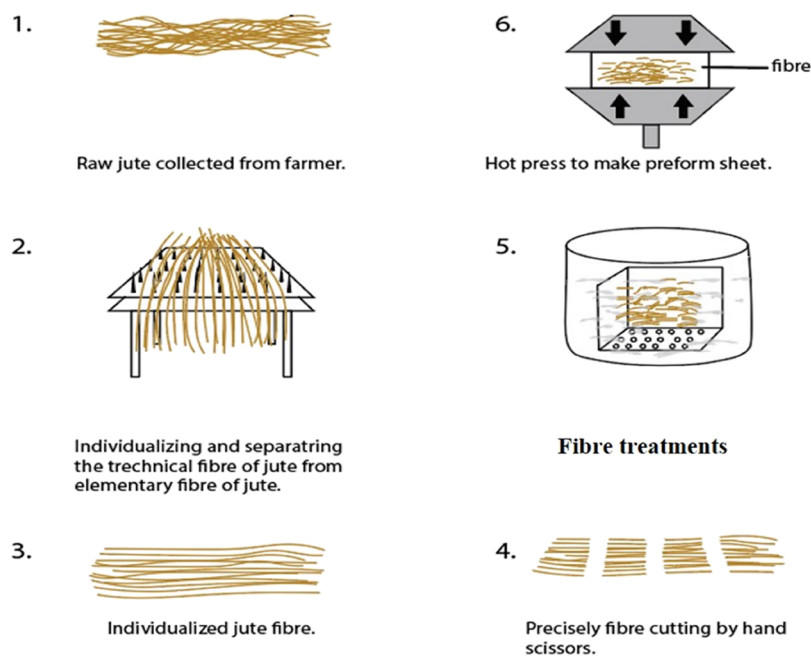 1.
Raw jute collected from farmer.
2.
Individualizing and separatring
the trechnical fibre of jute from
elementary fibre of jute.
3.
Individualized jute fibre.
4.
Precisely fibre cutting by hand
scissors.
5.
Fibre treatments
6.
fibre
Hot press to make preform sheet.